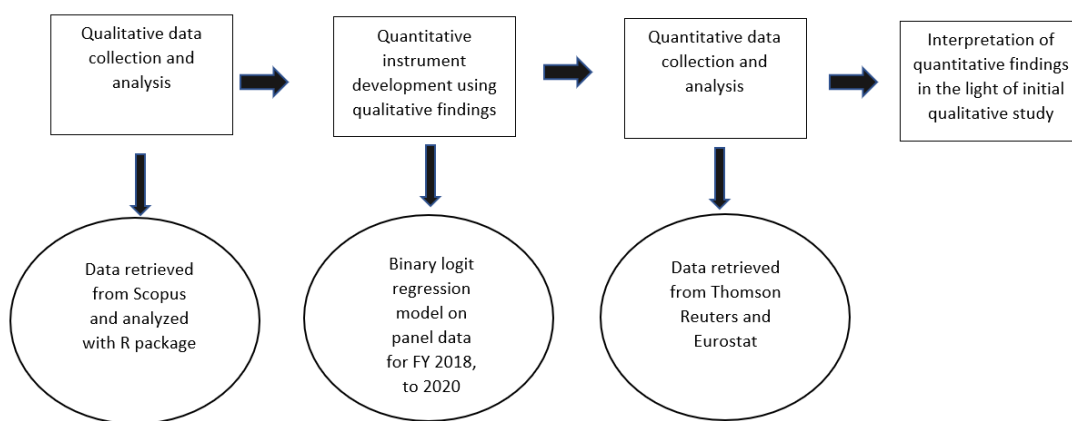 Qualitative data
collection and
analysis
Quantitative
instrument
development using
qualitative findings
Quantitative data
collection and
analysis
Interpretation of
quantitative findings
in the light of initial
qualitative study
Data retrieved
from Scopus
and analyzed
with R package
Binary logit
regression
model on
panel data
for FY 2018,
to 2020
Data retrieved
from Thomson
Reuters and
Eurostat